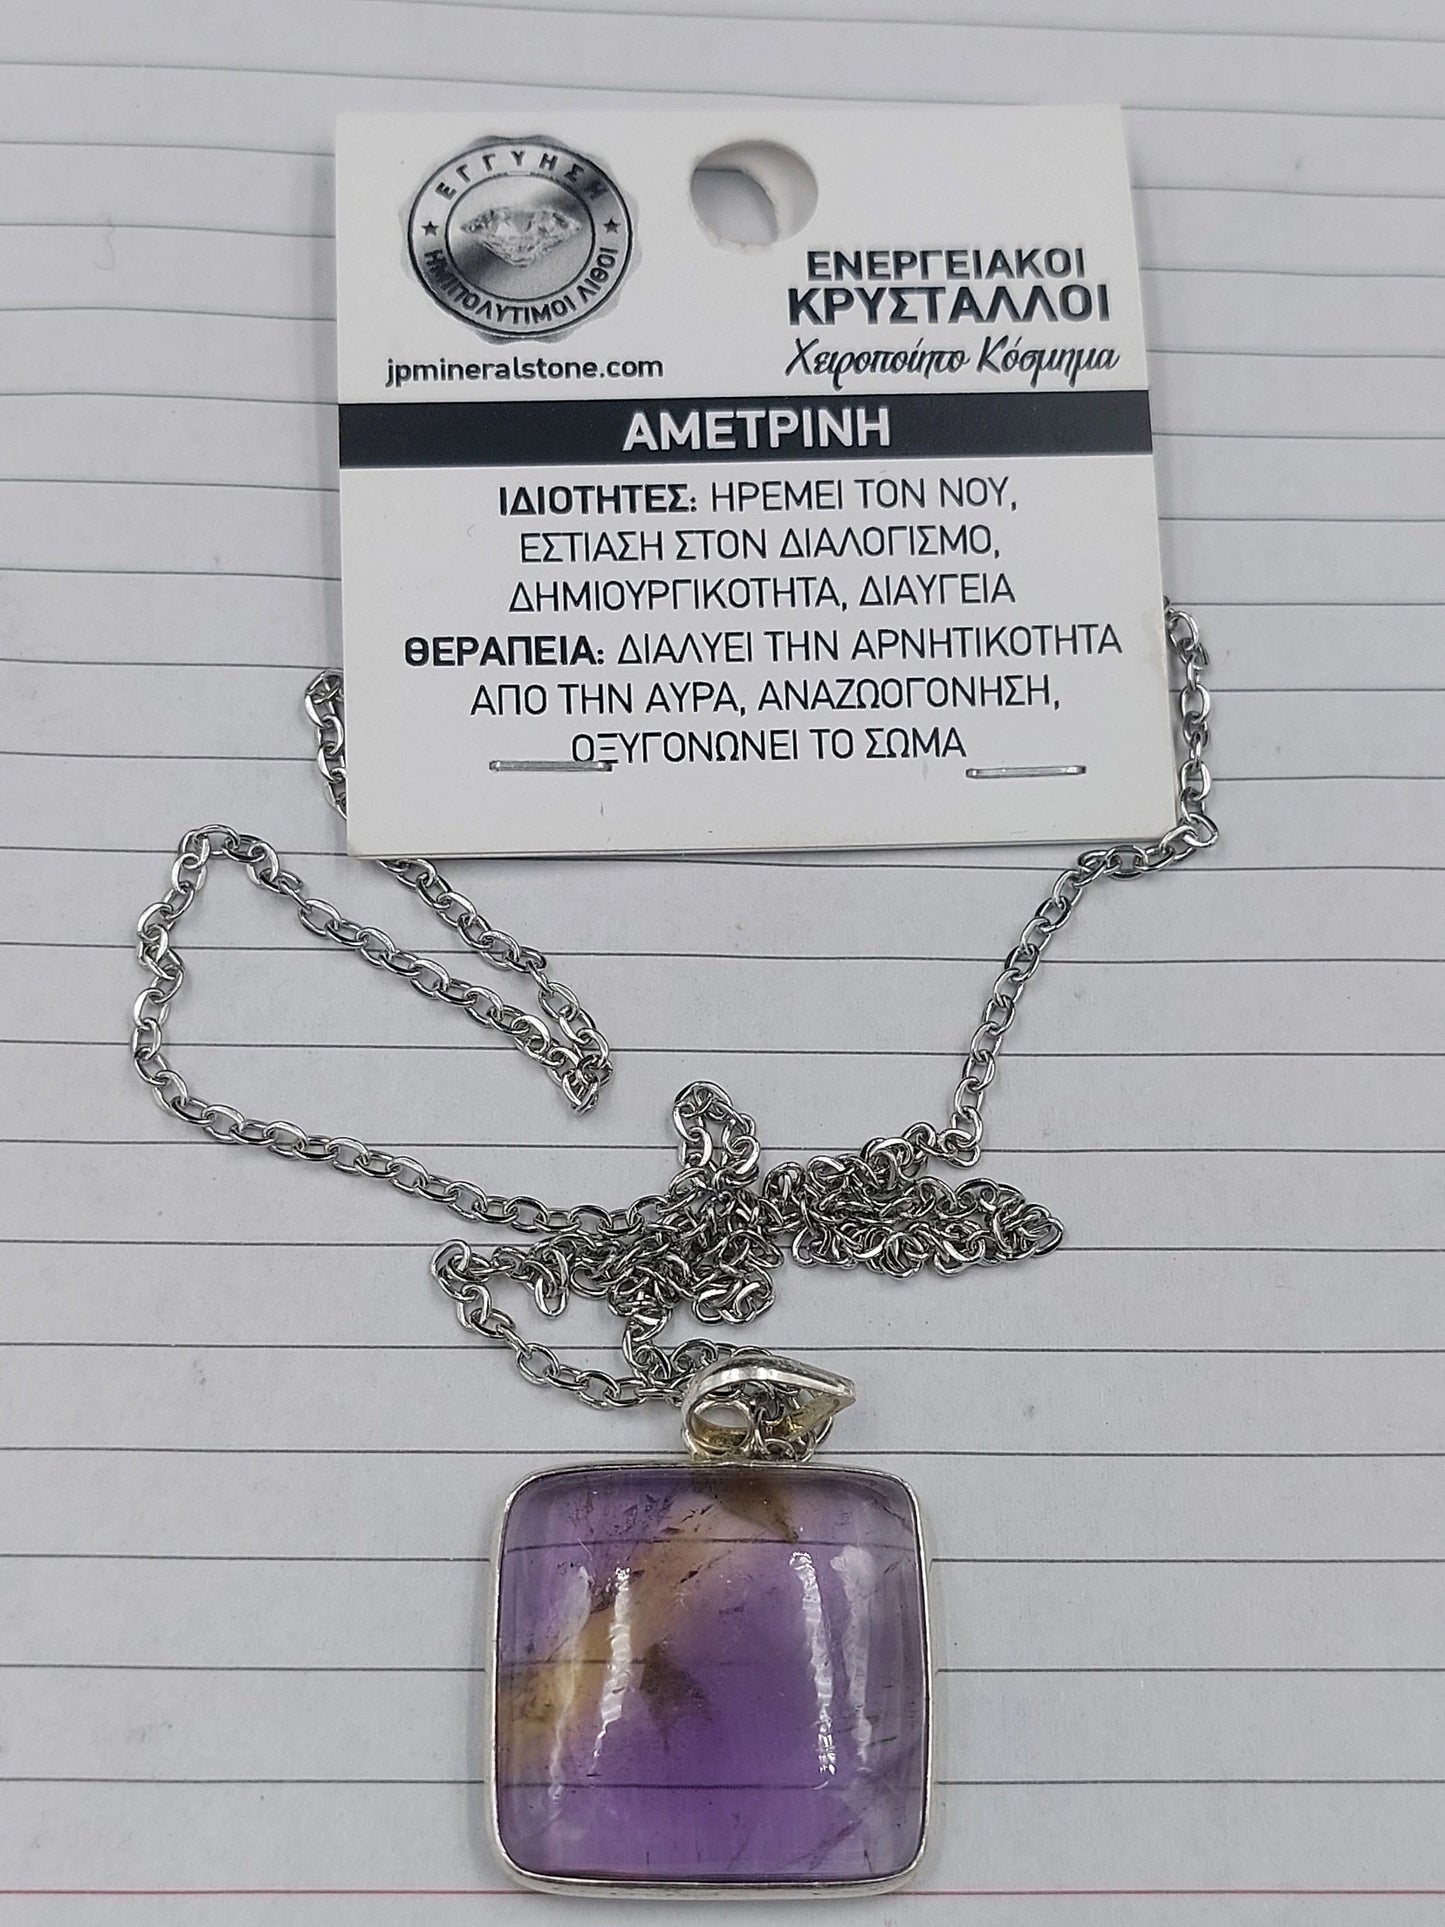 ΕΓΓΥΗΣΗ
ΗΜΙΠΟΛΥΤΙΜΟΙ ΛΙΘΟΙ
jpmineralstone.com
ΕΝΕΡΓΕΙΑΚΟΙ
ΚΡΥΣΤΑΛΛΟΙ
Χειροποίητο Κόσμημα
ΑΜΕΤΡΙΝΗ
ΙΔΙΟΤΗΤΕΣ: ΗΡΕΜΕΙ ΤΟΝ ΝΟΥ,
ΕΣΤΙΑΣΗ ΣΤΟΝ ΔΙΑΛΟΓΙΣΜΟ,
ΔΗΜΙΟΥΡΓΙΚΟΤΗΤΑ, ΔΙΑΥΓΕΙΑ
ΘΕΡΑΠΕΙΑ: ΔΙΑΛΥΕΙ ΤΗΝ ΑΡΝΗΤΙΚΟΤΗΤΑ
ΑΠΟ ΤΗΝ ΑΥΡΑ, ΑΝΑΖΩΟΓΟΝΗΣΗ,
ΟΞΥΓΟΝΩΝΕΙ ΤΟ ΣΩΜΑ